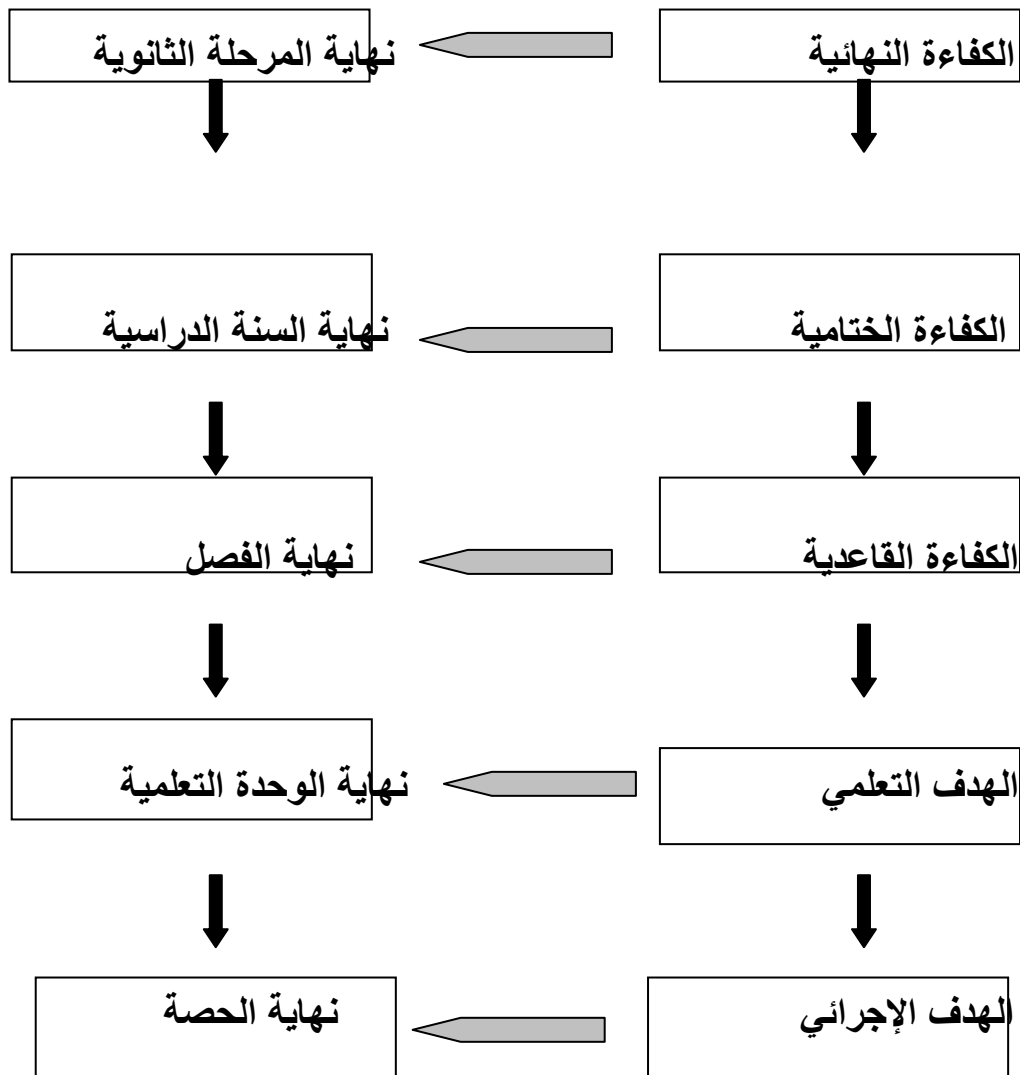 الكفاءة النهائية
نهاية المرحلة الثانوية
الكفاءة الختامية
نهاية السنة الدراسية
الكفاءة القاعدية
نهاية الفصل
الهدف التعلمي
نهاية الوحدة التعلمية
الهدف الإجرائي
نهاية الحصة